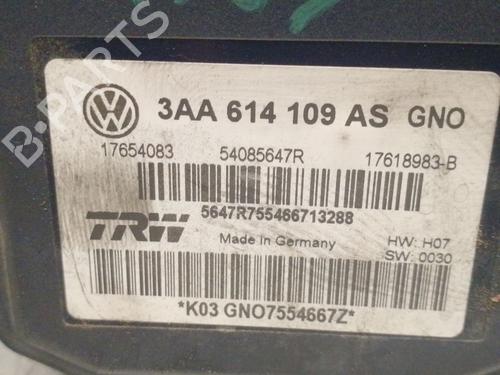 B-PARTS
3AA 614 109 AS GNO
17654083 54085647R 17618983-B
5647R755466713288
TRW
Made in Germany
HW: H07
SW: 0030
*K03 GNO7554667Z*